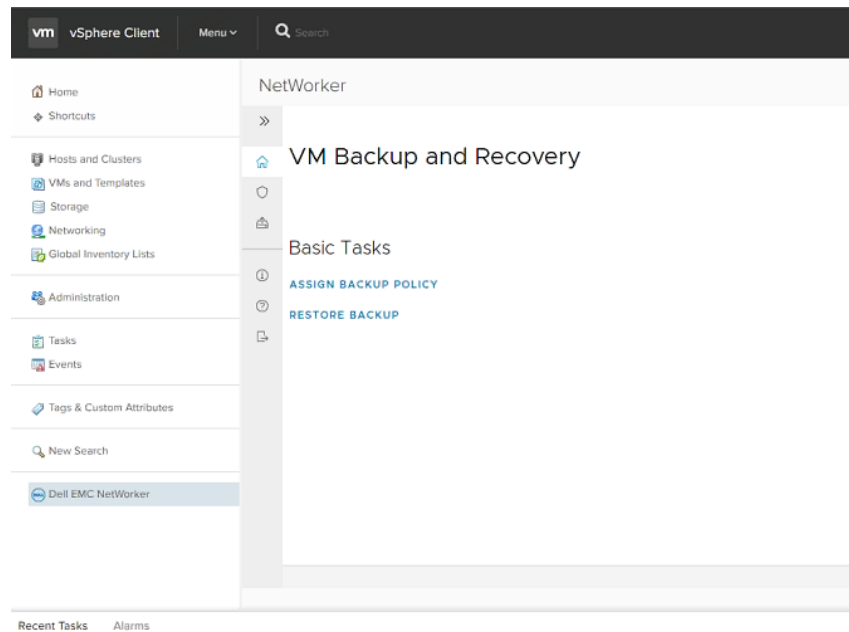 vm vSphere Client Menu Search
Home
Shortcuts
Hosts and Clusters
VMs and Templates
Storage
Networking
Global Inventory Lists
Administration
Tasks
Events
Tags & Custom Attributes
New Search
Dell EMC NetWorker
NetWorker
VM Backup and Recovery
Basic Tasks
ASSIGN BACKUP POLICY
RESTORE BACKUP
Recent Tasks Alarms